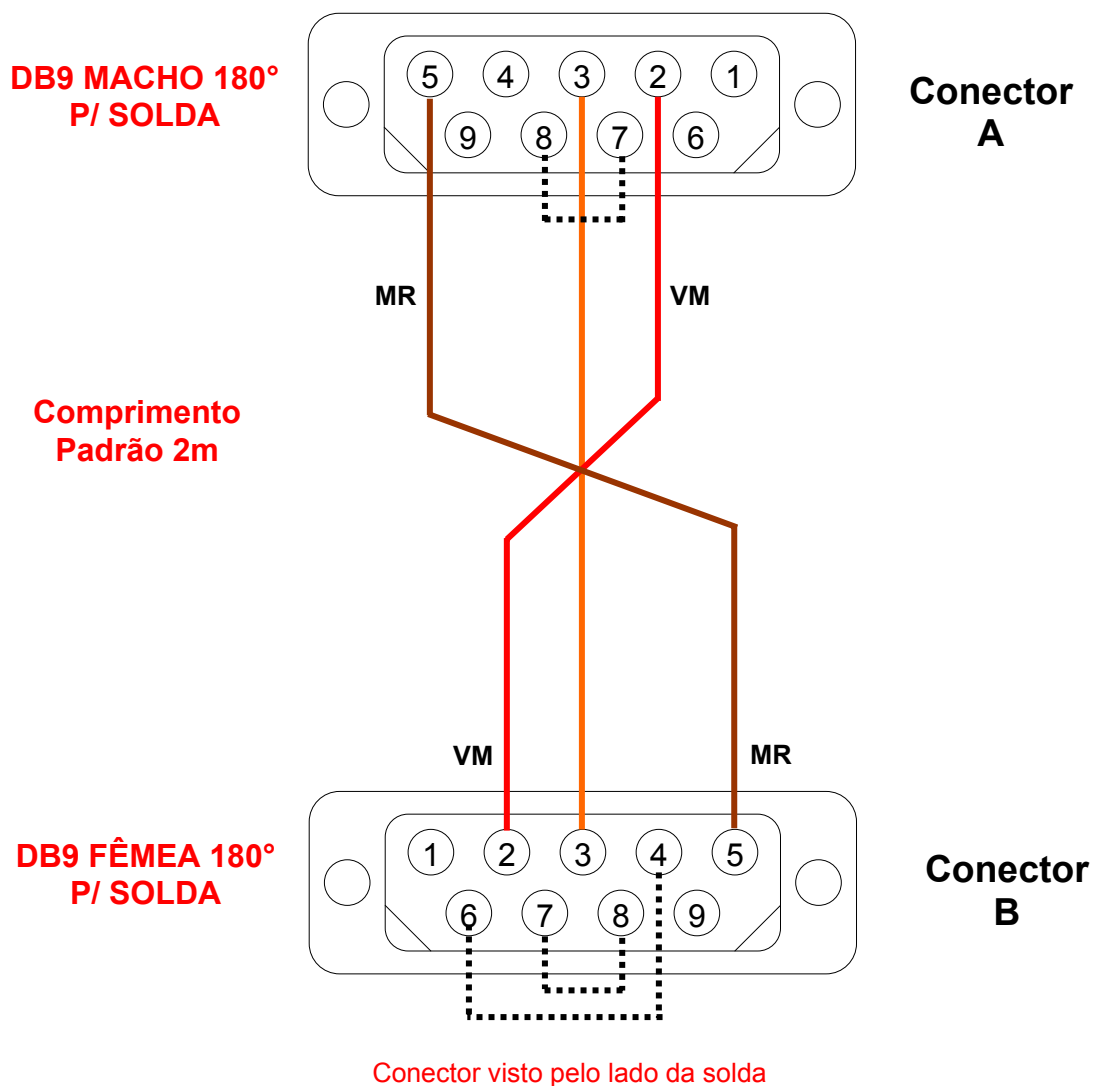 DB9 MACHO 180°
P/ SOLDA
5 4 3 2 1
9 8 7 6
Conector
A
MR
VM
Comprimento
Padrão 2m
VM
MR
DB9 FÊMEA 180°
P/ SOLDA
1 2 3 4 5
6 7 8 9
Conector
B
Conector visto pelo lado da solda